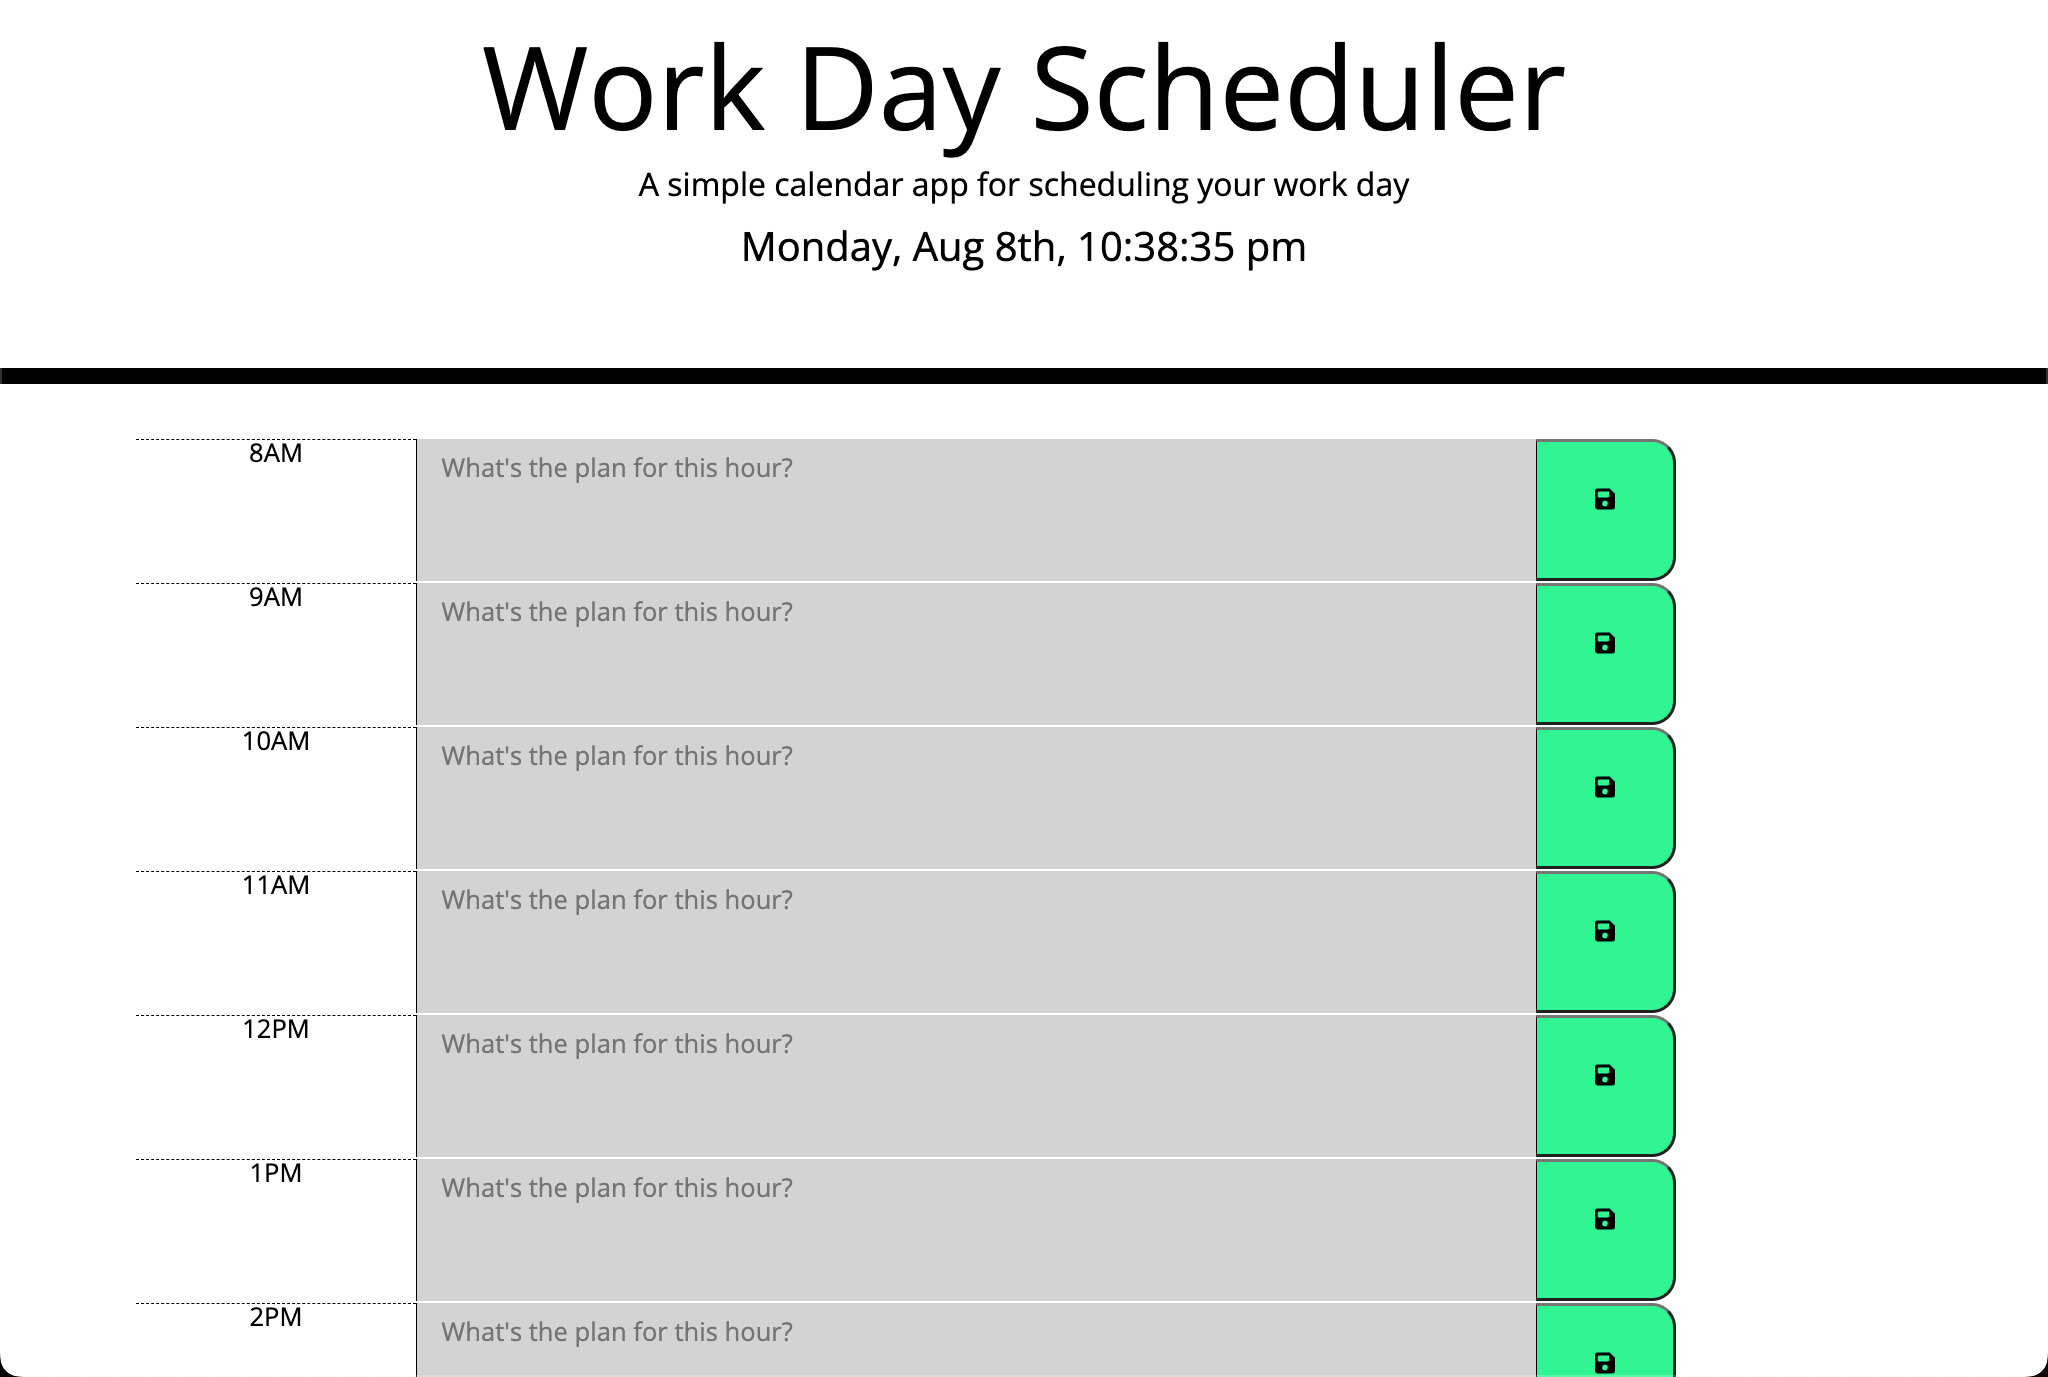 Work Day Scheduler
A simple calendar app for scheduling your work day
Monday, Aug 8th, 10:38:35 pm
8AM
What's the plan for this hour?
9AM
What's the plan for this hour?
10AM
What's the plan for this hour?
11AM
What's the plan for this hour?
12PM
What's the plan for this hour?
1PM
What's the plan for this hour?
2PM
What's the plan for this hour?